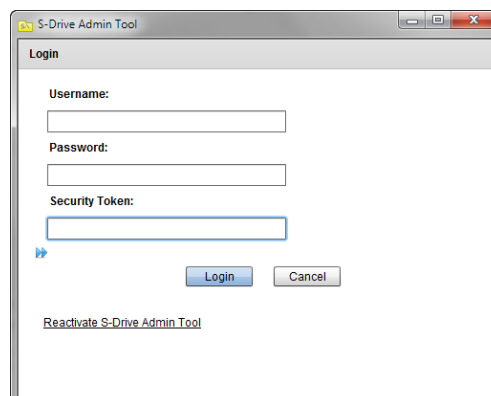 S-Drive Admin Tool
Login
Username:
Password:
Security Token:
Login Cancel
Reactivate S-Drive Admin Tool